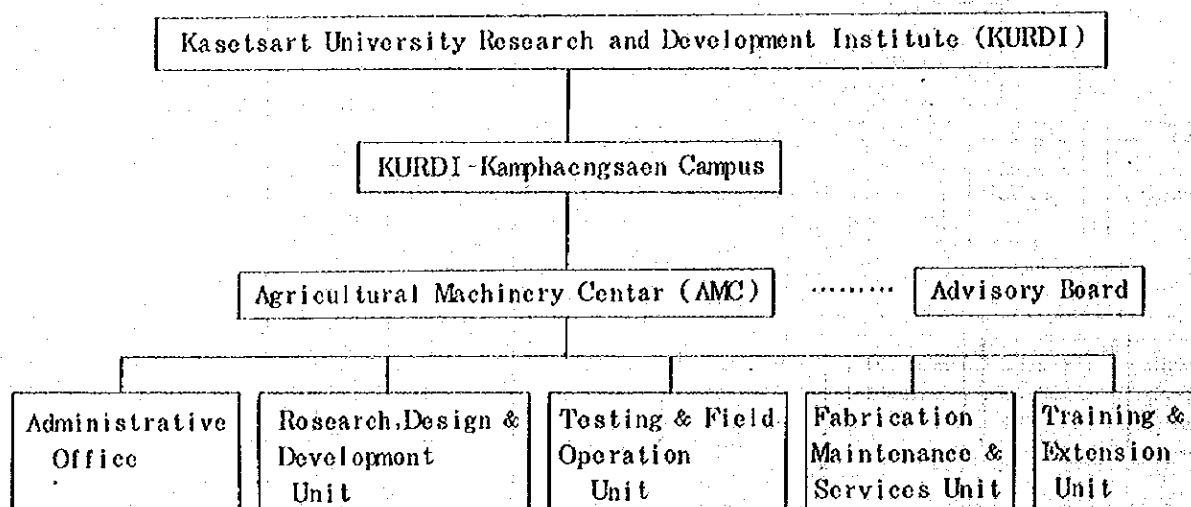 Kasetsart University Research and Development Institute (KURDI)
KURDI-Kamphaengsaen Campus
Agricultural Machinery Centar (AMC) ········· Advisory Board
Administrative
Office
Research,Design &
Development
Unit
Testing & Field
Operation
Unit
Fabrication
Maintenance &
Services Unit
Training &
Extension
Unit